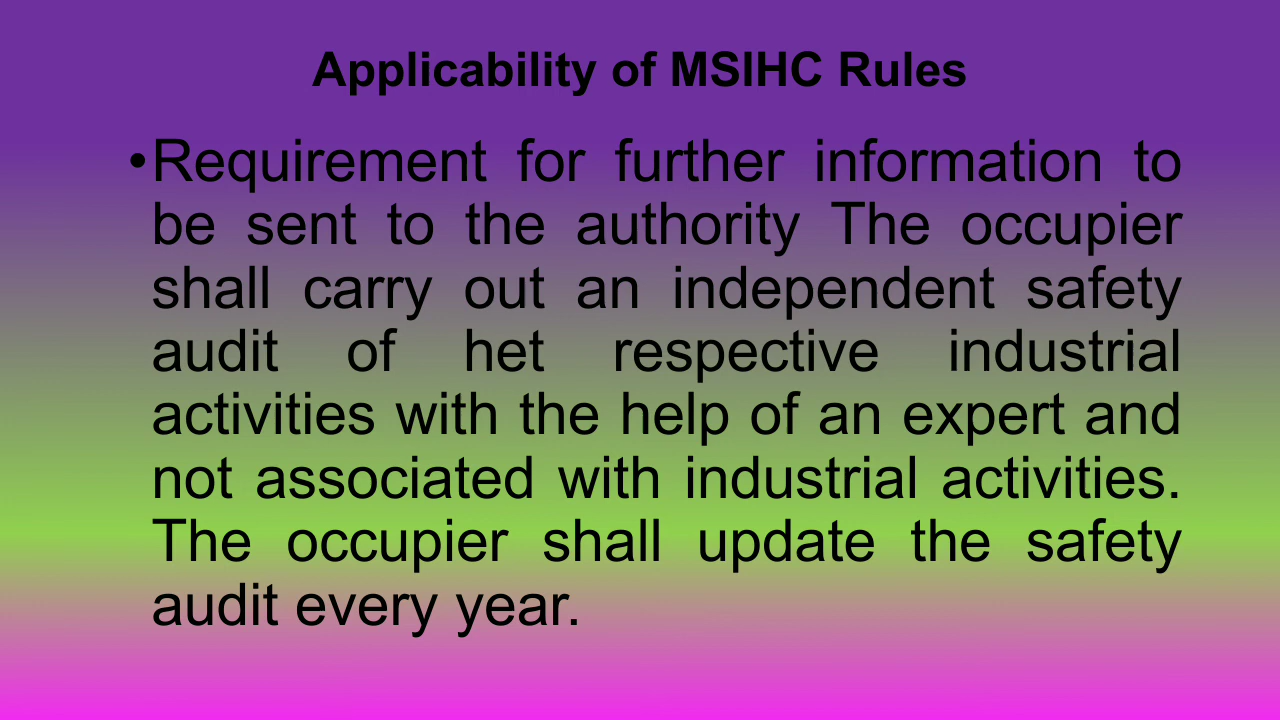 Applicability of MSIHC Rules
•Requirement for further information to
be sent to the authority The occupier
shall carry out an independent safety
audit of het respective industrial
activities with the help of an expert and
not associated with industrial activities.
The occupier shall update the safety
audit every year.